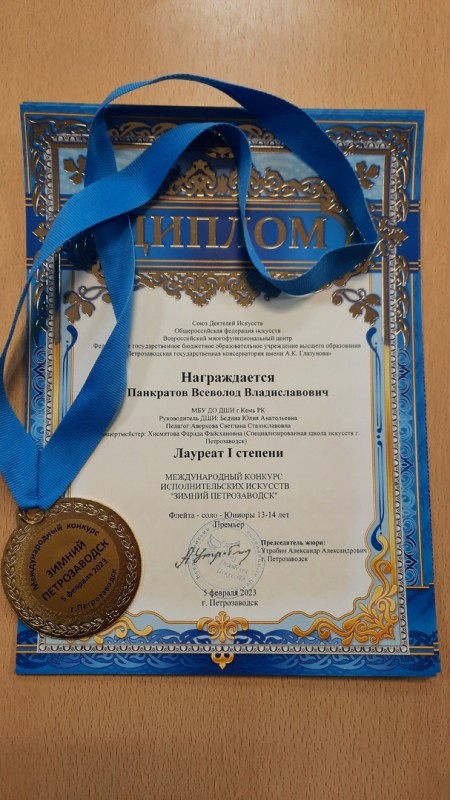 ДИПЛОМ
Союз Деятелей Искусств
Общероссийская федерация искусств
Всероссийский многофункциональный центр
государственное бюджетное образовательное учреждение высшего образования
Петрозаводская государственная консерватория имени А.К. Глазунова»
Награждается
Панкратов Всеволод Владиславович
МБУ ДО ДШИ г.Кемь РК
Руководитель ДШИ: Бедина Юлия Анатольевна
Педагог: Светлана Станиславовна
Фарида Файсхановна (Специализированная школа искусств г.
Петрозаводск)
Лауреат I степени
МЕЖДУНАРОДНЫЙ КОНКУРС
ИСПОЛНИТЕЛЬСКИХ ИСКУССТВ
"ЗИМНИЙ ПЕТРОЗАВОДСК"
Флейта - соло - Юниоры 13-14 лет
Премьер
Председатель жюри:
Утробин Александр Александрович
г. Петрозаводск
5 февраля 2023
г. Петрозаводск
Международный конкурс
ЗИМНИЙ
ПЕТРОЗАВОДСК
5 февраля 2023
г.Петрозаводск